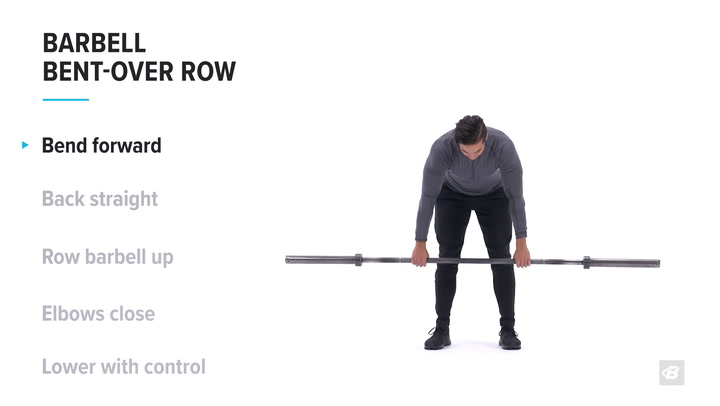 BARBELL
BENT-OVER ROW
Bend forward
Back straight
Row barbell up
Elbows close
Lower with control
B